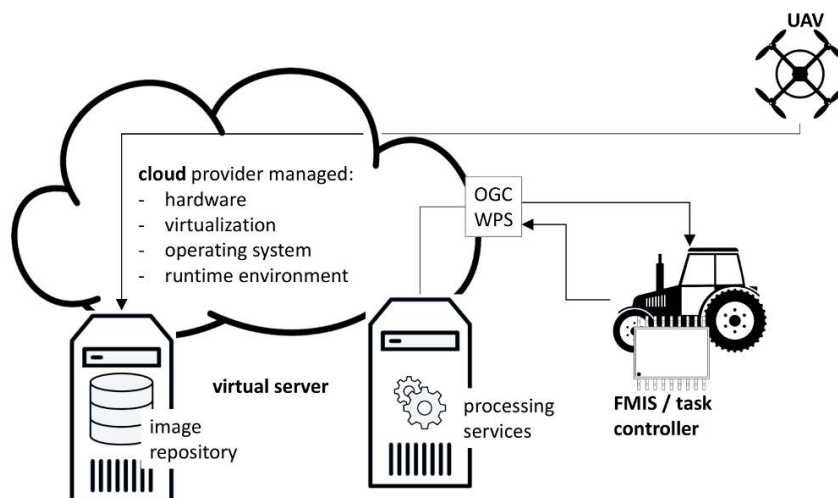 UAV
cloud provider managed:
- hardware
- virtualization
- operating system
- runtime environment
OGC
WPS
virtual server
image
repository
processing
services
FMIS / task
controller